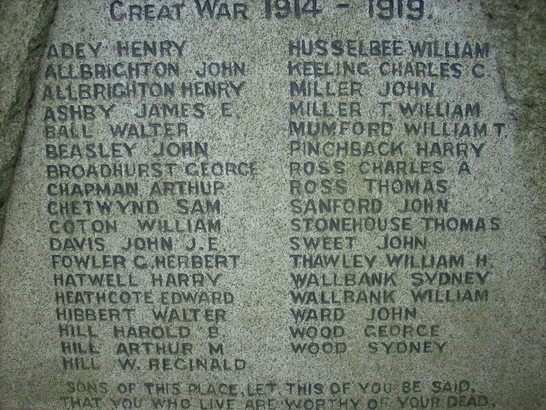 GREAT WAR 1914 - 1919.
ADEY HENRY
ALLBRIGHTON JOHN
ALLBRIGHTON HENRY
ASHBY JAMES E.
BALL WALTER
BEASLEY JOHN
BROADHURST GEORGE
CHAPMAN ARTHUR
CHETWYND SAM
COTON WILLIAM
DAVIS JOHN J.E.
FOWLER C. HERBERT
HATWELL HARRY
HEATHCOTE EDWARD
HIBBERT WALTER
HILL HAROLD B
HILL ARTHUR M
HILL W. REGINALD
HUSSELBEE WILLIAM
KEELING CHARLES C
MILLER JOHN
MILLER T. WILLIAM
MUMFORD WILLIAM T.
PINCHBACK HARRY
ROSS CHARLES A
ROSS THOMAS
SANFORD JOHN
STONEHOUSE THOMAS
SWEET JOHN
THAWLEY WILLIAM H.
WALLBANK SYDNEY
WALLBANK WILLIAM
WARD JOHN
WOOD GEORGE
WOOD SYDNEY
SONS OF THIS PLACE, LET THIS OF YOU BE SAID,
THAT YOU WHO LIVE ARE WORTHY OF YOUR DEAD,